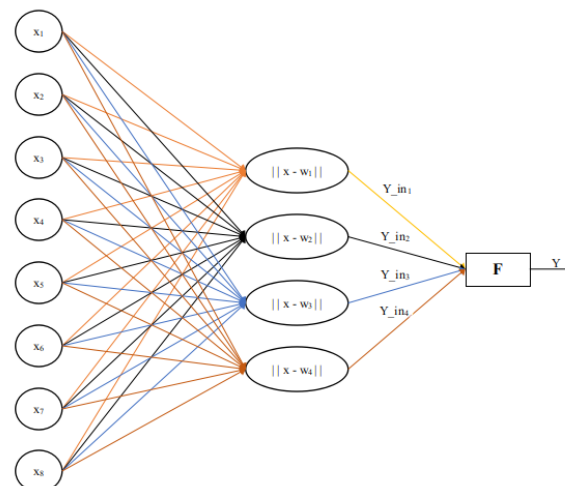 x₁
x₂
x₃
x₄
x₅
x₆
x₇
x₈
|| x - w₁ ||
|| x - w₂ ||
|| x - w₃ ||
|| x - w₄ ||
Y_in₁
Y_in₂
Y_in₃
Y_in₄
F
Y